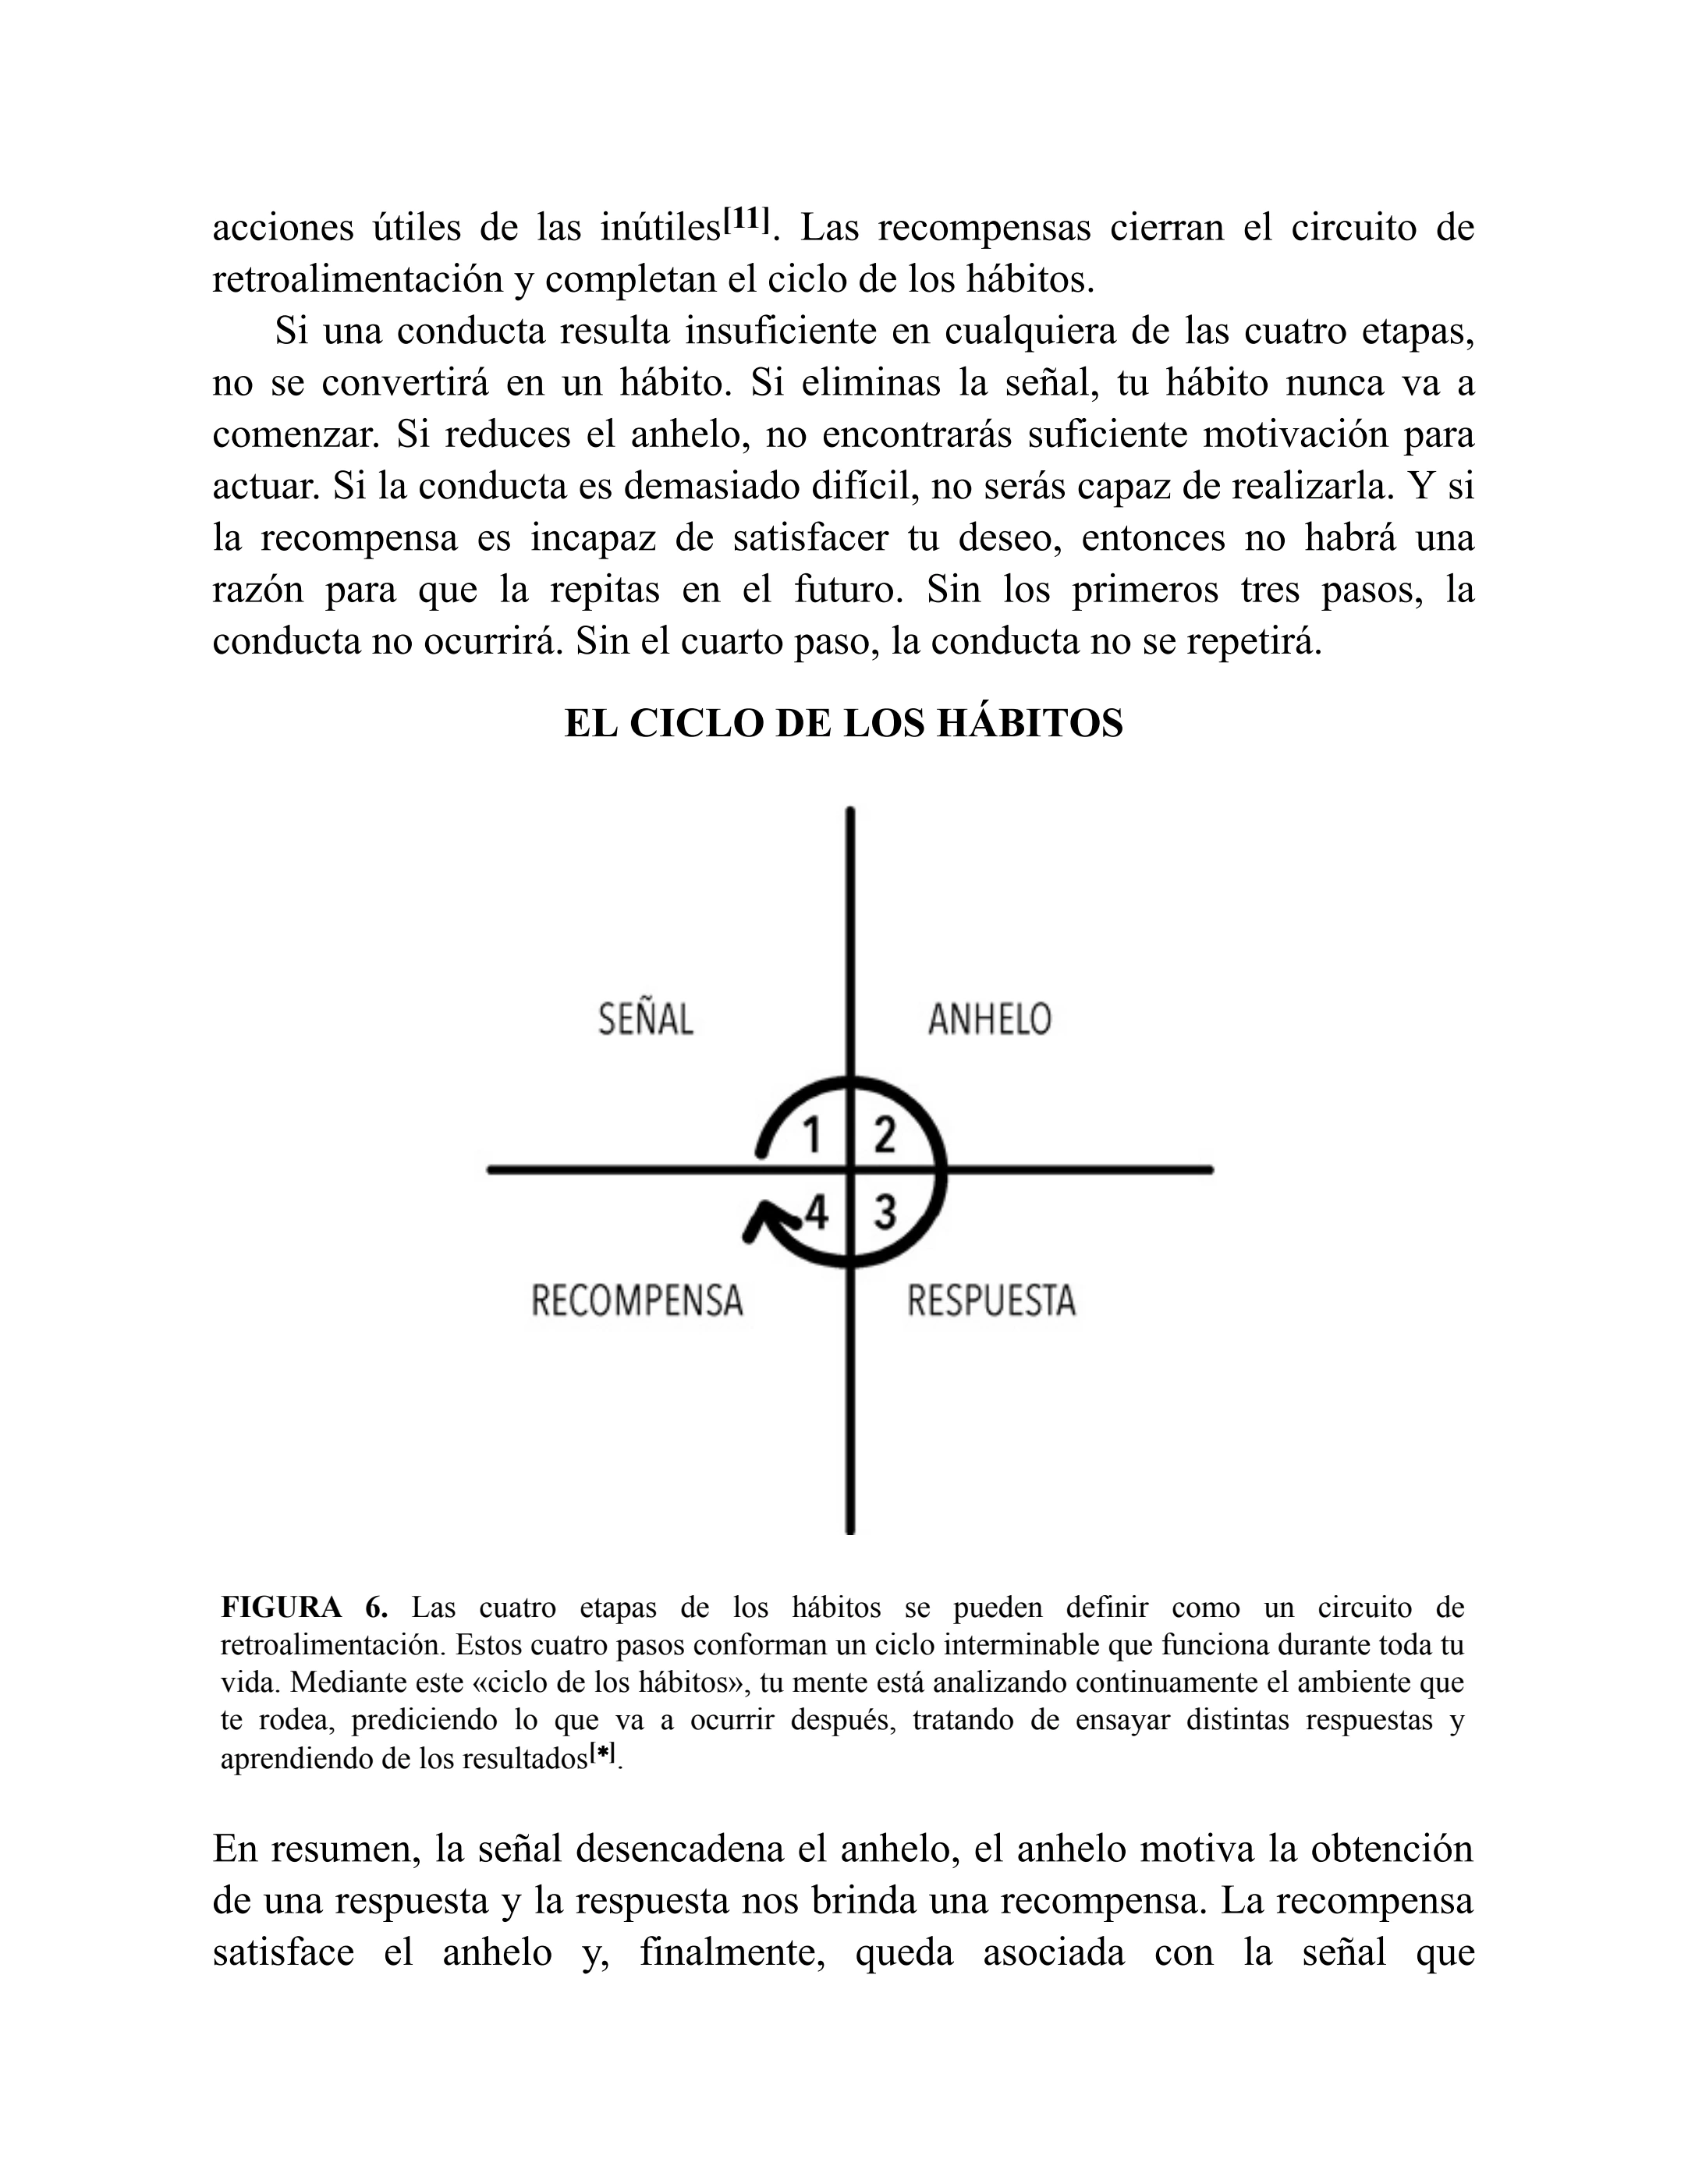 acciones útiles de las inútiles[11]. Las recompensas cierran el circuito de
retroalimentación y completan el ciclo de los hábitos.
Si una conducta resulta insuficiente en cualquiera de las cuatro etapas,
no se convertirá en un hábito. Si eliminas la señal, tu hábito nunca va a
comenzar. Si reduces el anhelo, no encontrarás suficiente motivación para
actuar. Si la conducta es demasiado difícil, no serás capaz de realizarla. Y si
la recompensa es incapaz de satisfacer tu deseo, entonces no habrá una
razón para que la repitas en el futuro. Sin los primeros tres pasos, la
conducta no ocurrirá. Sin el cuarto paso, la conducta no se repetirá.
EL CICLO DE LOS HÁBITOS
SEÑAL ANHELO
1 2
4 3
RECOMPENSA RESPUESTA
FIGURA 6. Las cuatro etapas de los hábitos se pueden definir como un circuito de
retroalimentación. Estos cuatro pasos conforman un ciclo interminable que funciona durante toda tu
vida. Mediante este «ciclo de los hábitos», tu mente está analizando continuamente el ambiente que
te rodea, prediciendo lo que va a ocurrir después, tratando de ensayar distintas respuestas y
aprendiendo de los resultados[*].
En resumen, la señal desencadena el anhelo, el anhelo motiva la obtención
de una respuesta y la respuesta nos brinda una recompensa. La recompensa
satisface el anhelo y, finalmente, queda asociada con la señal que